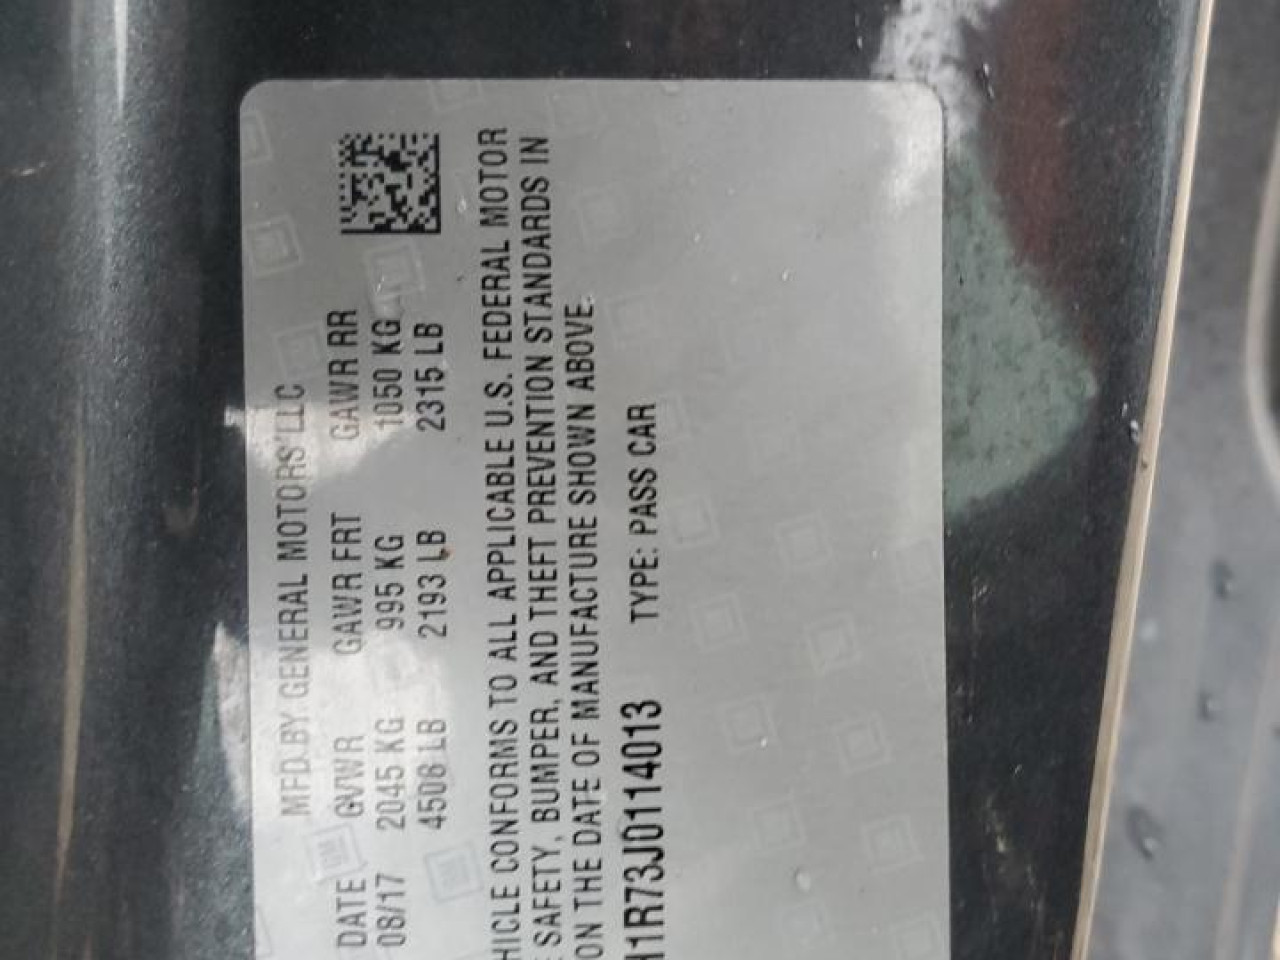 MFD BY GENERAL MOTORS LLC
DATE GVWR GAWR FRT GAWR RR
08/17 2045 KG 995 KG 1050 KG
4508 LB 2193 LB 2315 LB
HICLE CONFORMS TO ALL APPLICABLE U.S. FEDERAL MOTOR
SAFETY, BUMPER, AND THEFT PREVENTION STANDARDS IN
ON THE DATE OF MANUFACTURE SHOWN ABOVE.
H1R73J0114013 TYPE: PASS CAR